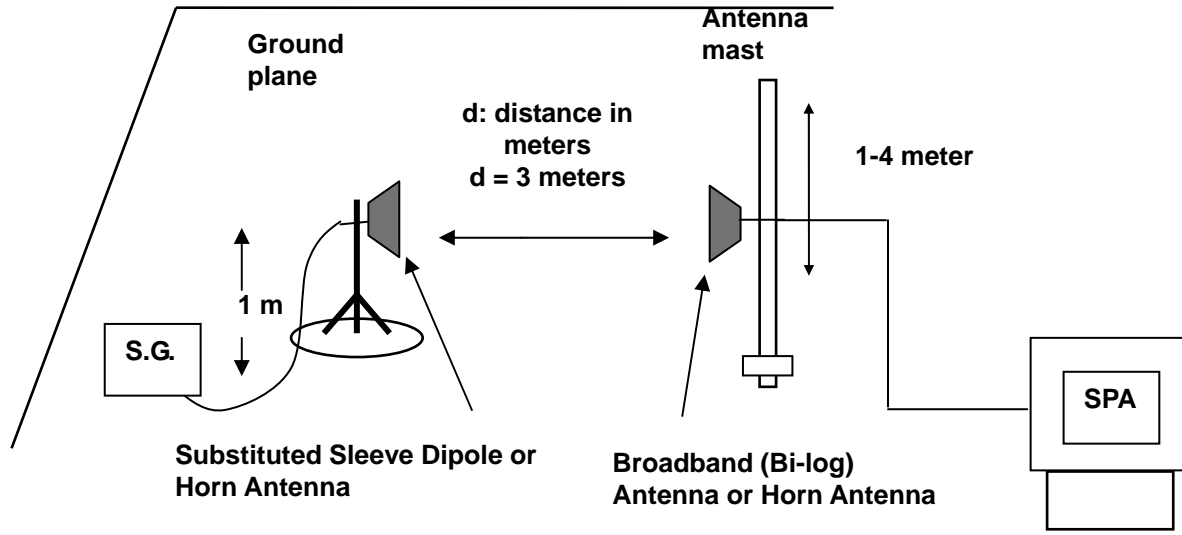 Ground
plane
Antenna
mast
d: distance in
meters
d = 3 meters
1-4 meter
1 m
S.G.
SPA
Substituted Sleeve Dipole or
Horn Antenna
Broadband (Bi-log)
Antenna or Horn Antenna